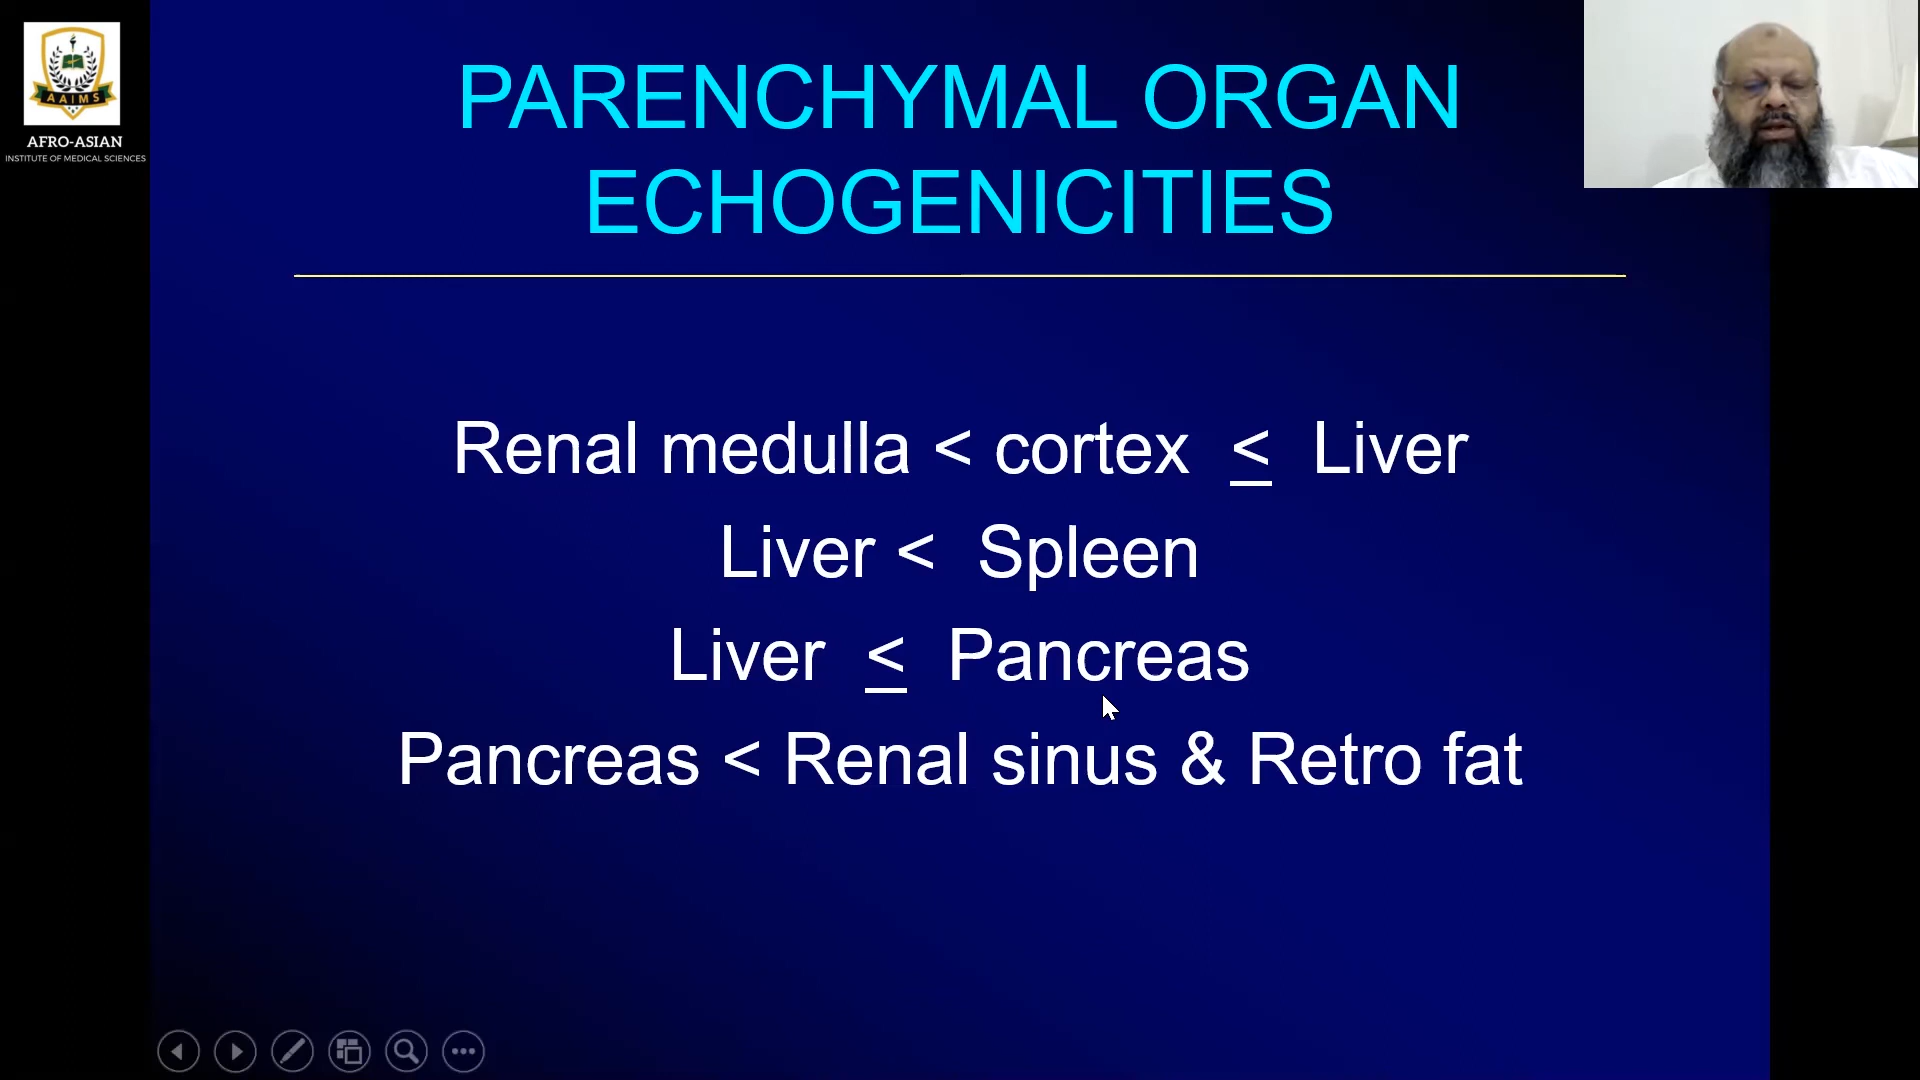 AAIMS
AFRO-ASIAN
INSTITUTE OF MEDICAL SCIENCES
PARENCHYMAL ORGAN
ECHOGENICITIES
Renal medulla < cortex ≤ Liver
Liver < Spleen
Liver ≤ Pancreas
Pancreas < Renal sinus & Retro fat